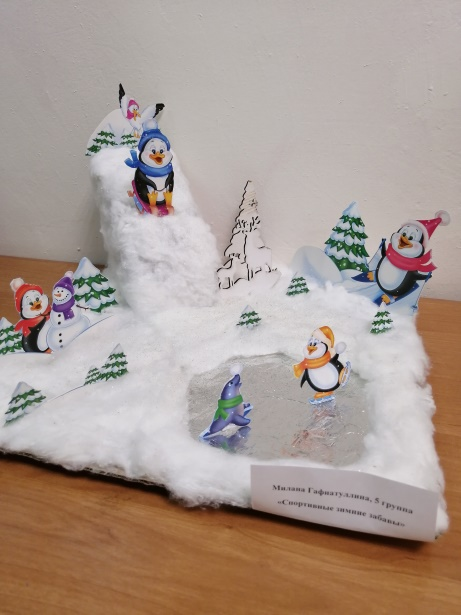 Милана Гафиатуллина, 5 группа
«Спортивные зимние забавы»